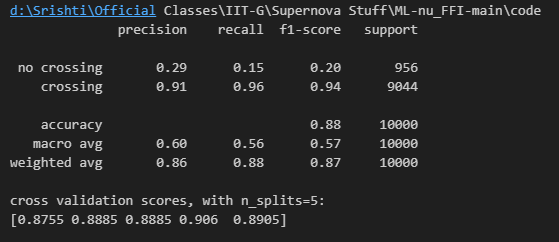 d:\Srishti\Official Classes\IIT-G\Supernova Stuff\ML-nu_FFI-main\code
precision recall f1-score support
no crossing 0.29 0.15 0.20 956
crossing 0.91 0.96 0.94 9044
accuracy 0.88 10000
macro avg 0.60 0.56 0.57 10000
weighted avg 0.86 0.88 0.87 10000
cross validation scores, with n_splits=5:
[0.8755 0.8885 0.8885 0.906 0.8905]